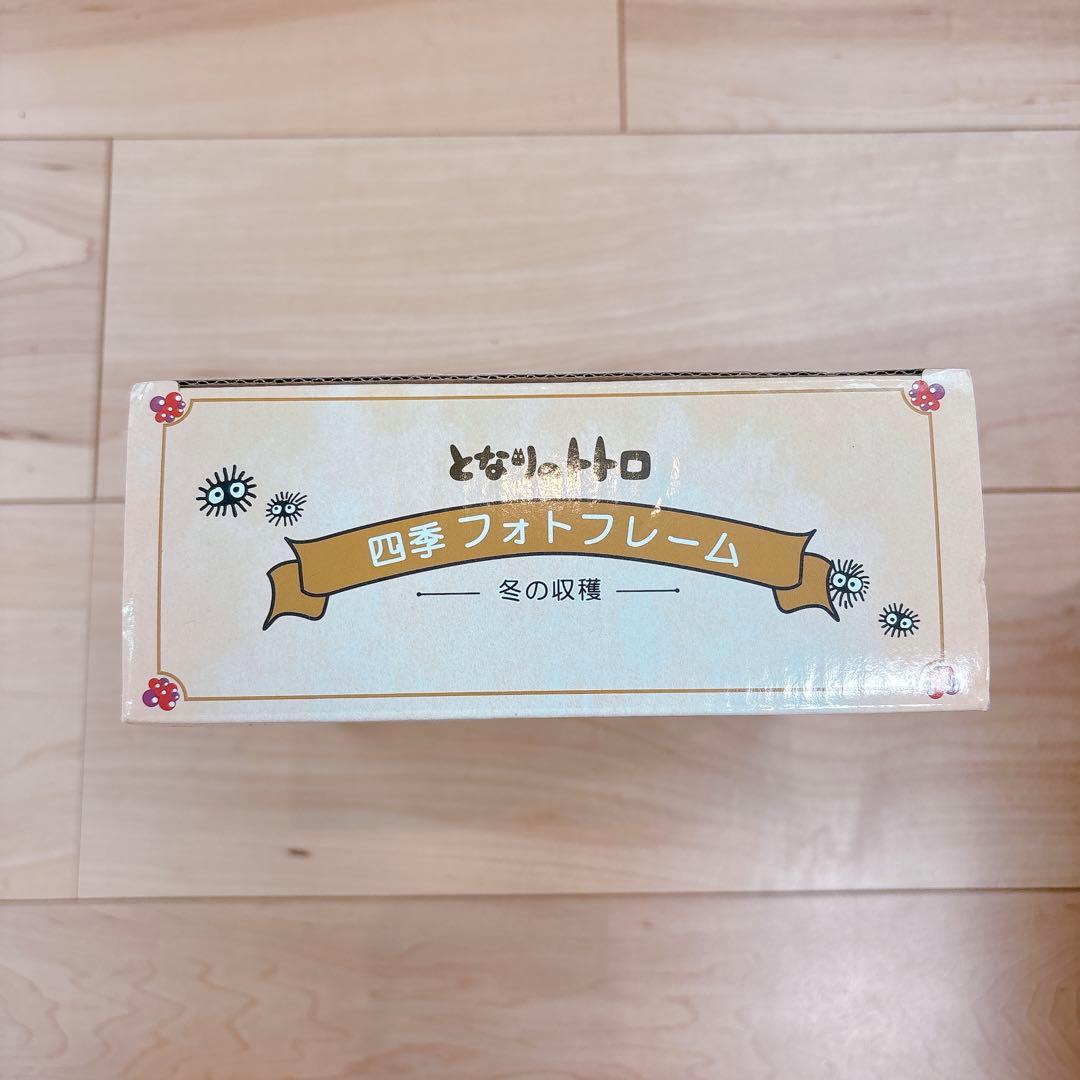 となりのトトロ
四季 フォトフレーム
冬の収穫